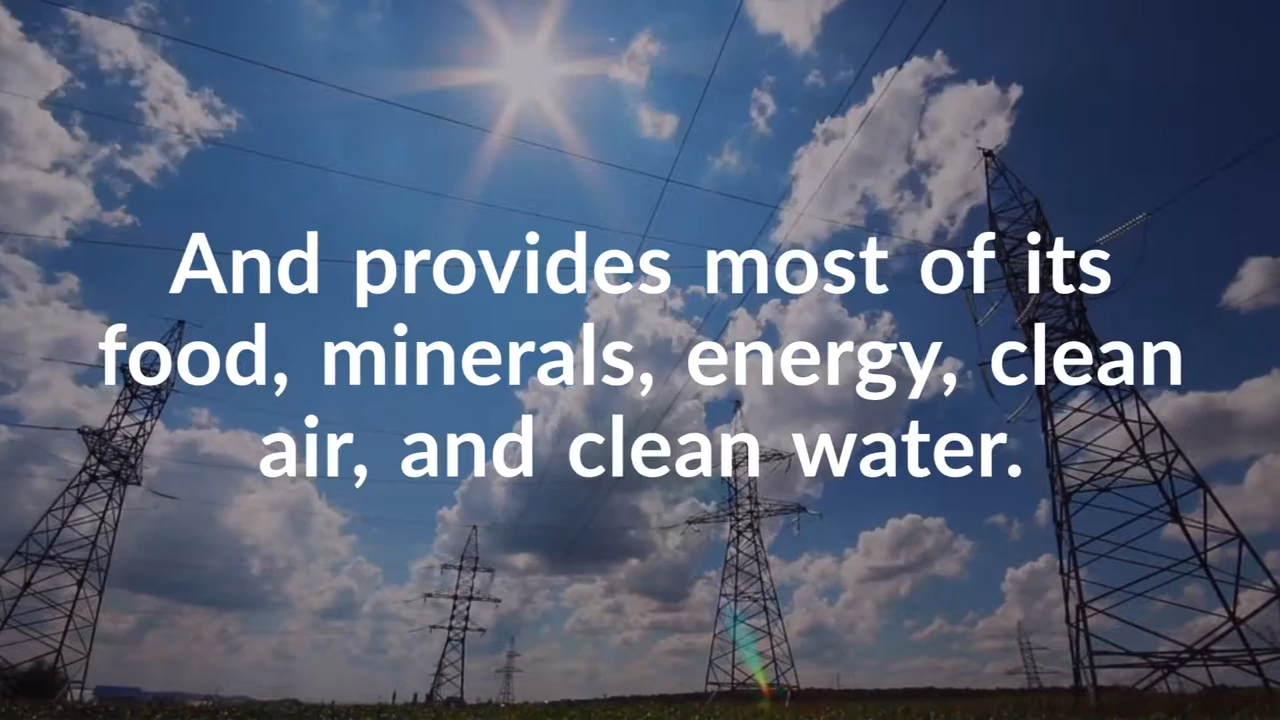 And provides most of its
food, minerals, energy, clean
air, and clean water.